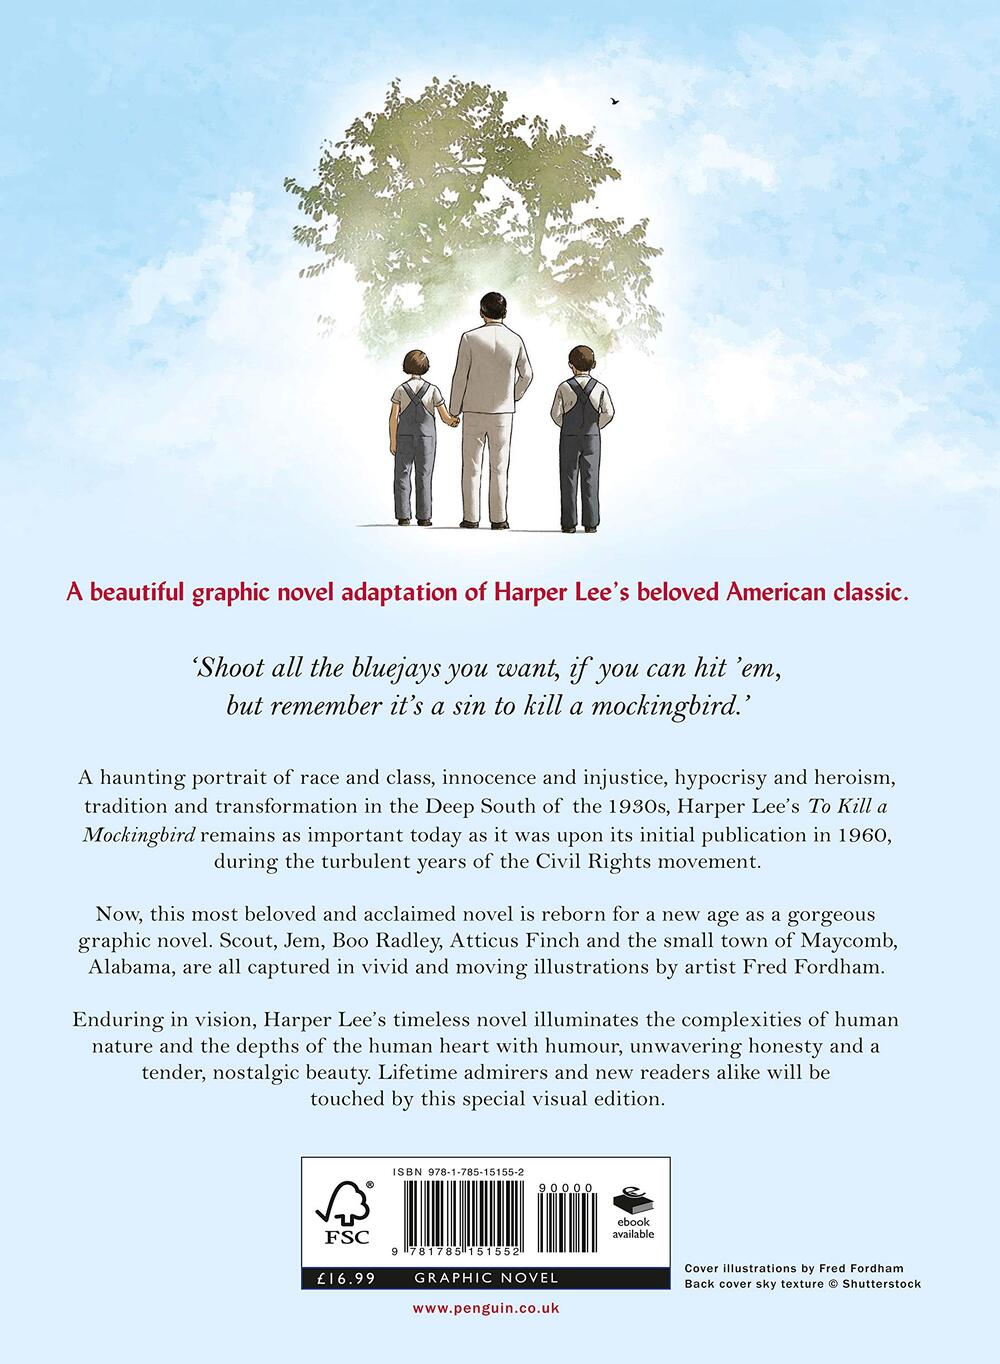 A beautiful graphic novel adaptation of Harper Lee's beloved American classic.
‘Shoot all the bluejays you want, if you can hit ’em,
but remember it’s a sin to kill a mockingbird.’
A haunting portrait of race and class, innocence and injustice, hypocrisy and heroism,
tradition and transformation in the Deep South of the 1930s, Harper Lee’s To Kill a
Mockingbird remains as important today as it was upon its initial publication in 1960,
during the turbulent years of the Civil Rights movement.
Now, this most beloved and acclaimed novel is reborn for a new age as a gorgeous
graphic novel. Scout, Jem, Boo Radley, Atticus Finch and the small town of Maycomb,
Alabama, are all captured in vivid and moving illustrations by artist Fred Fordham.
Enduring in vision, Harper Lee’s timeless novel illuminates the complexities of human
nature and the depths of the human heart with humour, unwavering honesty and a
tender, nostalgic beauty. Lifetime admirers and new readers alike will be
touched by this special visual edition.
ISBN 978-1-785-15155-2
90000
®
FSC
9 781785 151552
ebook
available
£16.99 GRAPHIC NOVEL
Cover illustrations by Fred Fordham
Back cover sky texture © Shutterstock
www.penguin.co.uk